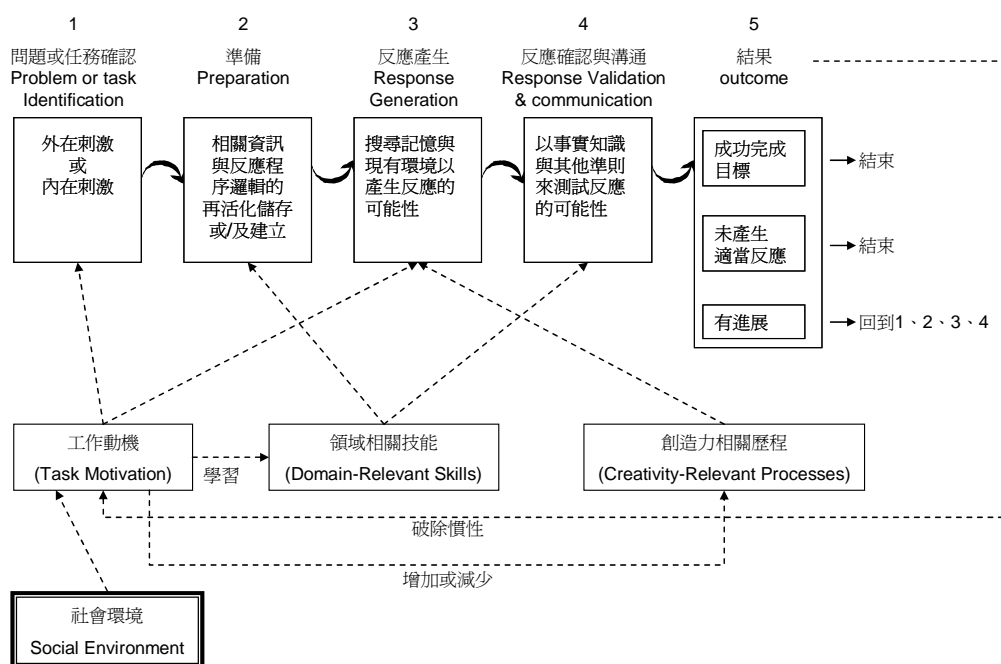 1
問題或任務確認
Problem or task
Identification
2
準備
Preparation
3
反應產生
Response
Generation
4
反應確認與溝通
Response Validation
& communication
5
結果
outcome
外在刺激
或
內在刺激
相關資訊
與反應程
序邏輯的
再活化儲存
或/及建立
搜尋記憶與
現有環境以
產生反應的
可能性
以事實知識
與其他準則
來測試反應
的可能性
成功完成
目標
結束
未產生
適當反應
結束
有進展
回到1、2、3、4
工作動機
(Task Motivation)
學習
領域相關技能
(Domain-Relevant Skills)
創造力相關歷程
(Creativity-Relevant Processes)
破除慣性
增加或減少
社會環境
Social Environment